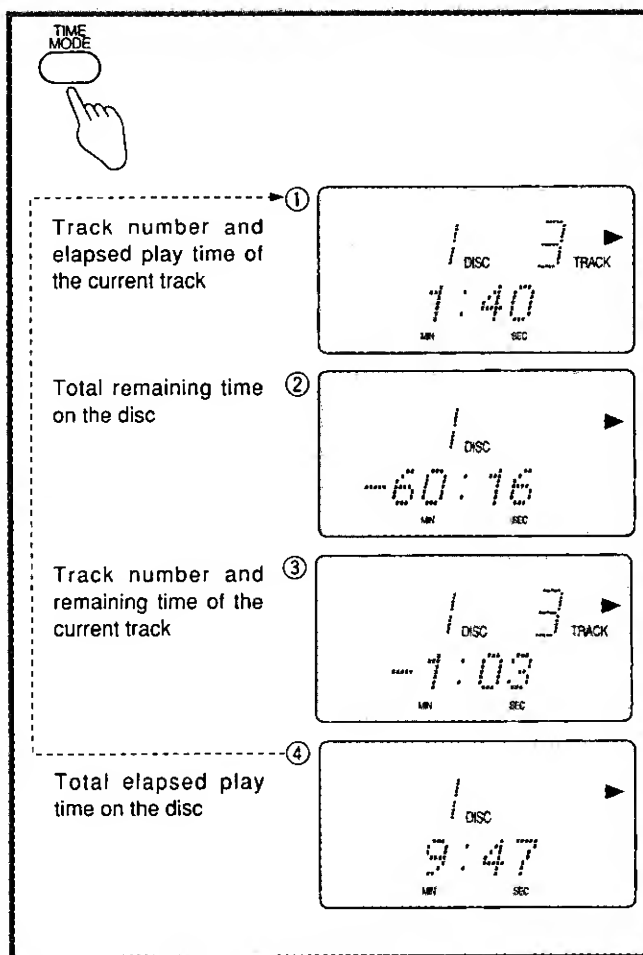 TIME
MODE
①
Track number and
elapsed play time of
the current track
1 DISC 3 TRACK
1:40
MIN SEC
Total remaining time ②
on the disc
1 DISC
-60:16
MIN SEC
Track number and ③
remaining time of the
current track
1 DISC 3 TRACK
-1:03
MIN SEC
④
Total elapsed play
time on the disc
1 DISC
9:47
MIN SEC